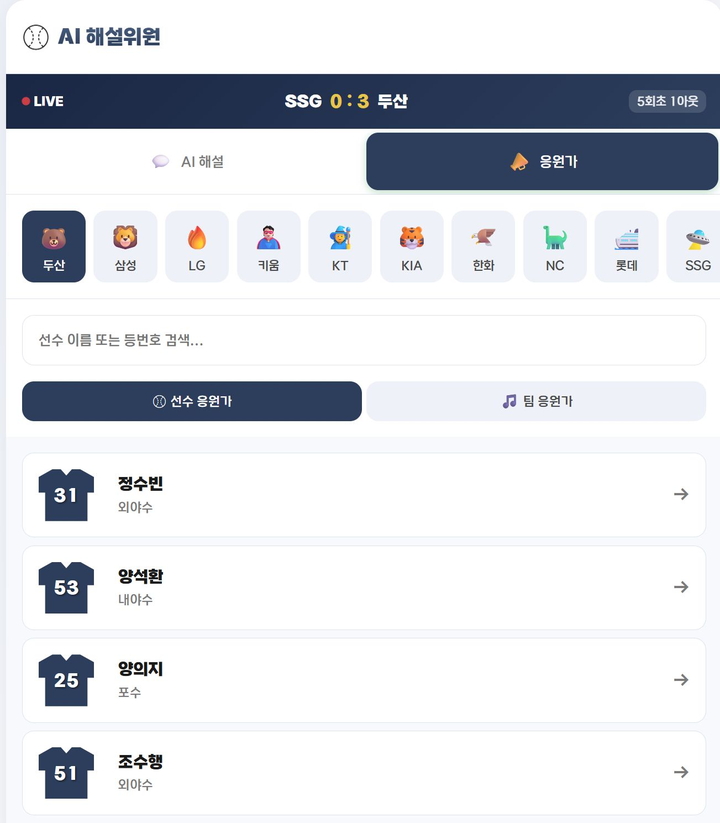 AI 해설위원
LIVE SSG 0 : 3 두산 5회초 1아웃
AI 해설 응원가
두산 삼성 LG 키움 KT KIA 한화 NC 롯데 SSG
선수 이름 또는 등번호 검색...
선수 응원가 팀 응원가
31 정수빈
외야수
53 양석환
내야수
25 양의지
포수
51 조수행
외야수